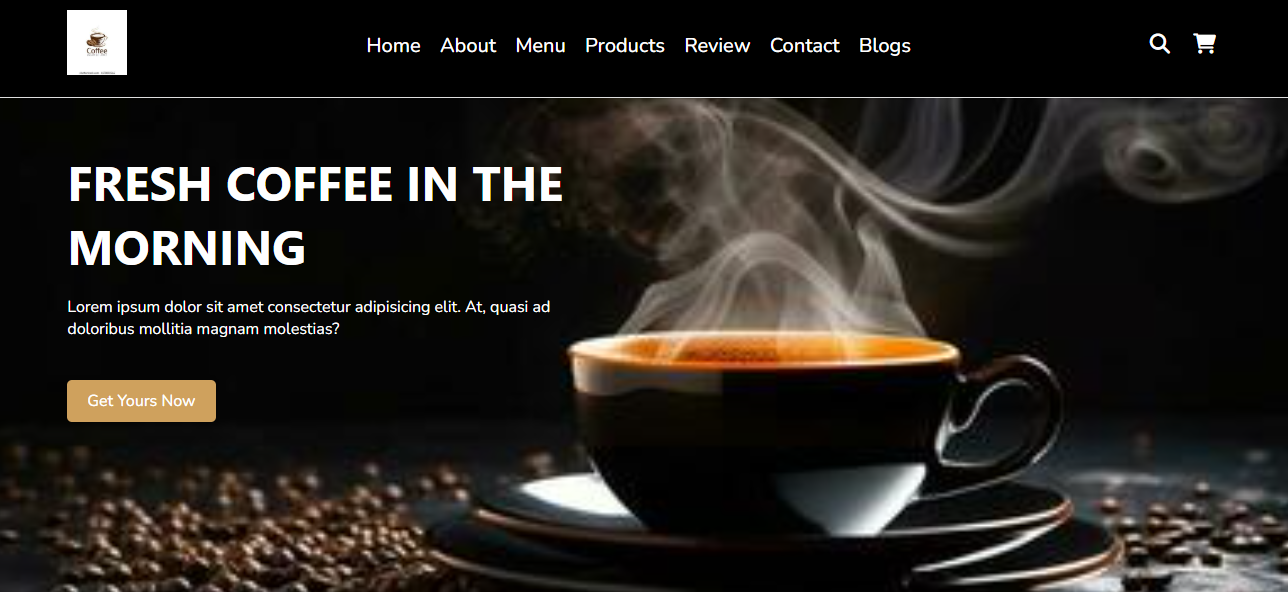 Coffee
Home About Menu Products Review Contact Blogs
FRESH COFFEE IN THE
MORNING
Lorem ipsum dolor sit amet consectetur adipisicing elit. At, quasi ad
doloribus mollitia magnam molestias?
Get Yours Now